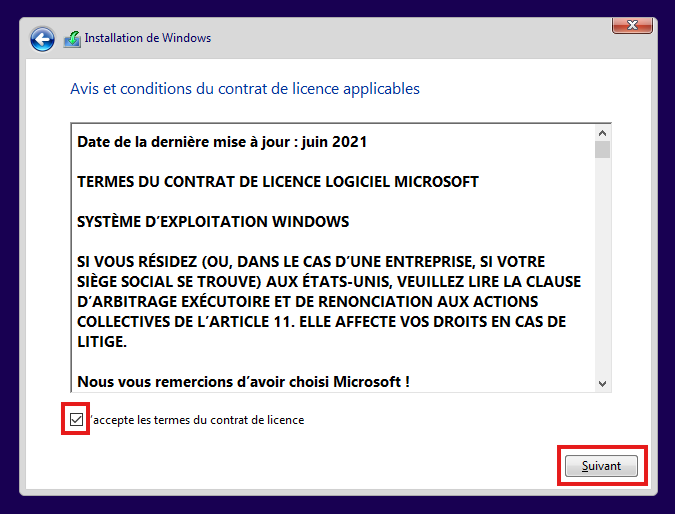 Installation de Windows
Avis et conditions du contrat de licence applicables
Date de la dernière mise à jour : juin 2021
TERMES DU CONTRAT DE LICENCE LOGICIEL MICROSOFT
SYSTÈME D’EXPLOITATION WINDOWS
SI VOUS RÉSIDEZ (OU, DANS LE CAS D’UNE ENTREPRISE, SI VOTRE
SIÈGE SOCIAL SE TROUVE) AUX ÉTATS-UNIS, VEUILLEZ LIRE LA CLAUSE
D’ARBITRAGE EXÉCUTOIRE ET DE RENONCIATION AUX ACTIONS
COLLECTIVES DE L’ARTICLE 11. ELLE AFFECTE VOS DROITS EN CAS DE
LITIGE.
Nous vous remercions d’avoir choisi Microsoft !
'accepte les termes du contrat de licence
Suivant